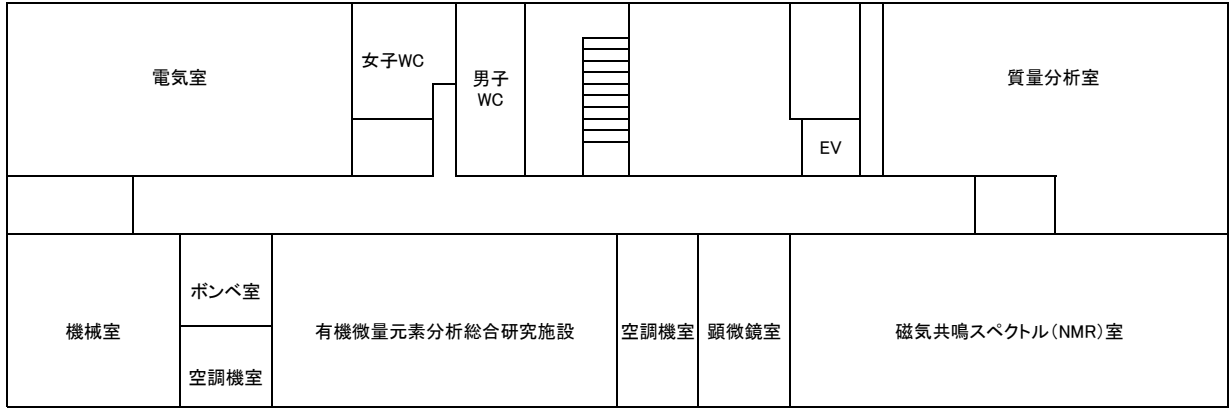 電気室
女子WC
男子
WC
EV
質量分析室
機械室
ボンベ室
空調機室
有機微量元素分析総合研究施設
空調機室
顕微鏡室
磁気共鳴スペクトル(NMR)室